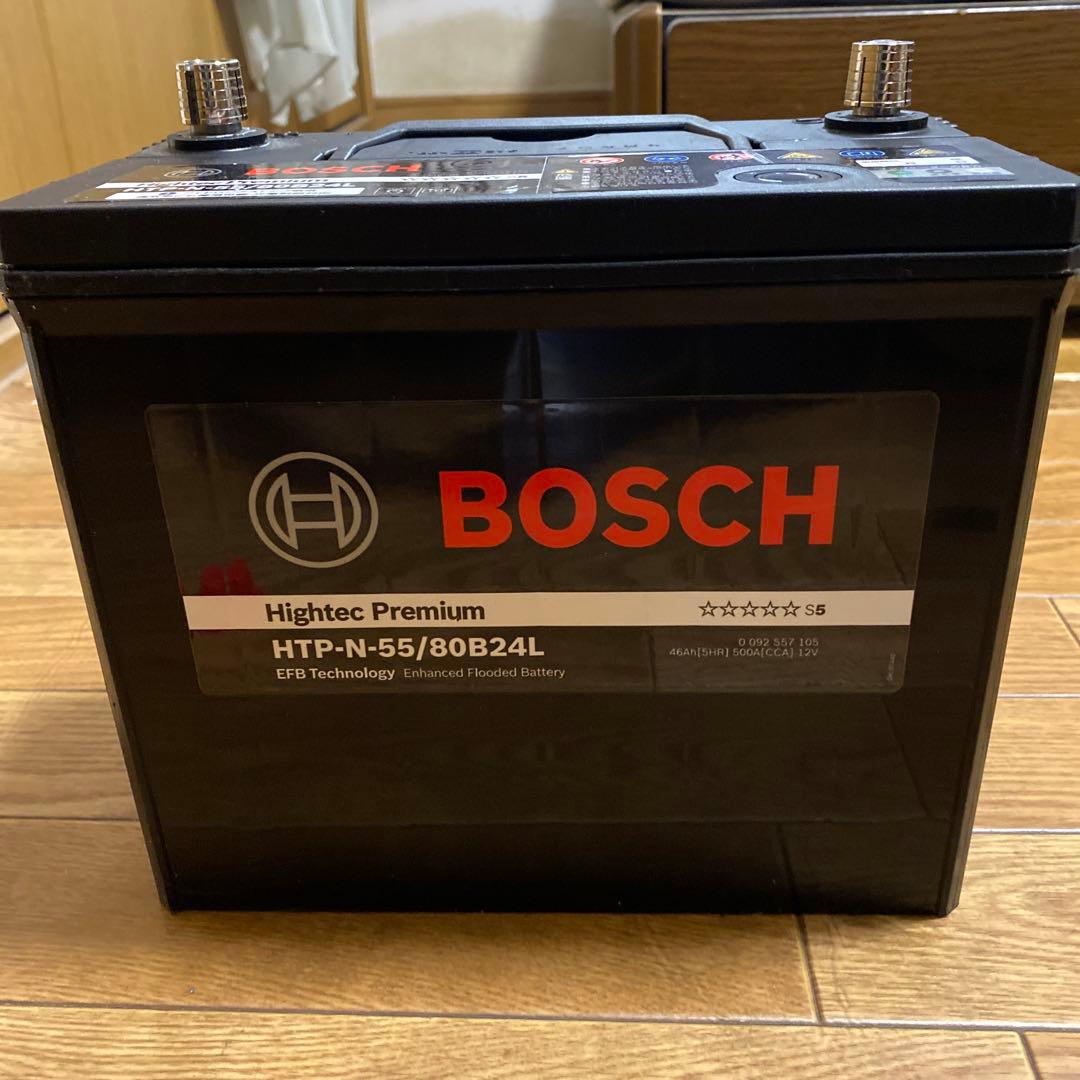 BOSCH
BOSCH
Hightec Premium
☆☆☆☆☆ S5
HTP-N-55/80B24L
0 092 557 105
46Ah[5HR] 500A[CCA] 12V
EFB Technology Enhanced Flooded Battery